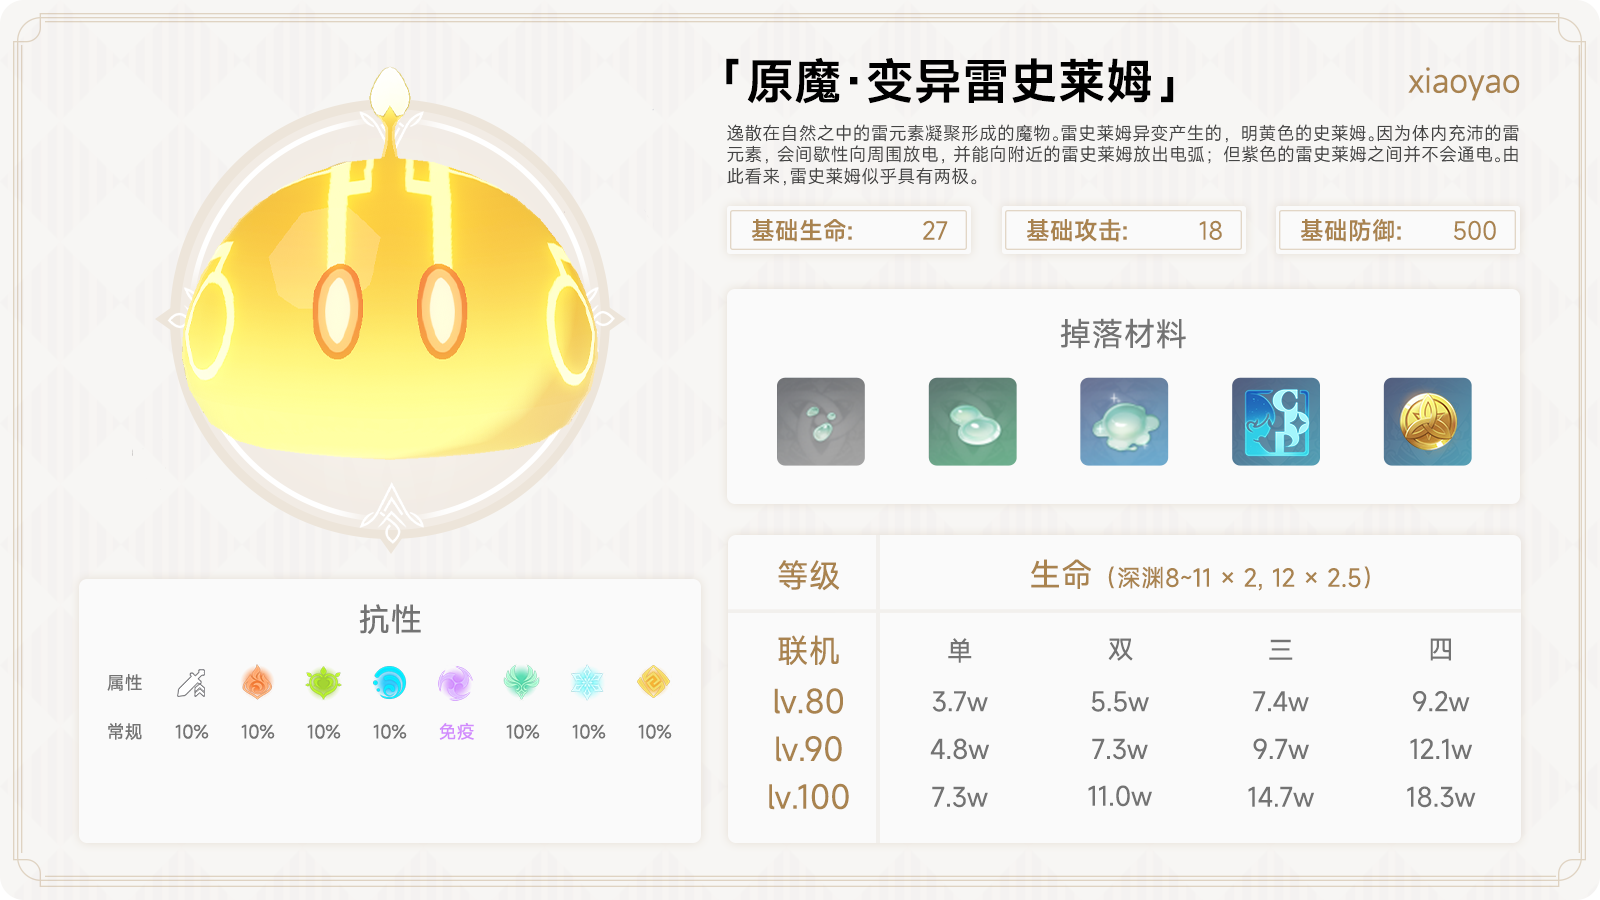 「原魔·变异雷史莱姆」
xiaoyao
逸散在自然之中的雷元素凝聚形成的魔物。雷史莱姆异变产生的，明黄色的史莱姆。因为体内充沛的雷
元素，会间歇性向周围放电，并能向附近的雷史莱姆放出电弧；但紫色的雷史莱姆之间并不会通电。由
此看来，雷史莱姆似乎具有两极。
基础生命: 27
基础攻击: 18
基础防御: 500
掉落材料
抗性
属性
常规 10% 10% 10% 10% 免疫 10% 10% 10%
等级 生命（深渊8~11 × 2, 12 × 2.5）
联机 单 双 三 四
lv.80 3.7w 5.5w 7.4w 9.2w
lv.90 4.8w 7.3w 9.7w 12.1w
lv.100 7.3w 11.0w 14.7w 18.3w